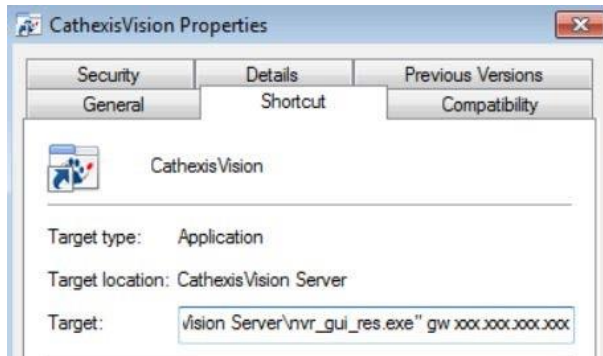 CathexisVision Properties
Security Details Previous Versions
General Shortcut Compatibility
CathexisVision
Target type: Application
Target location: CathexisVision Server
Target: Vision Server\nvr_gui_res.exe" gw xxx.xxx.xxx.xxx